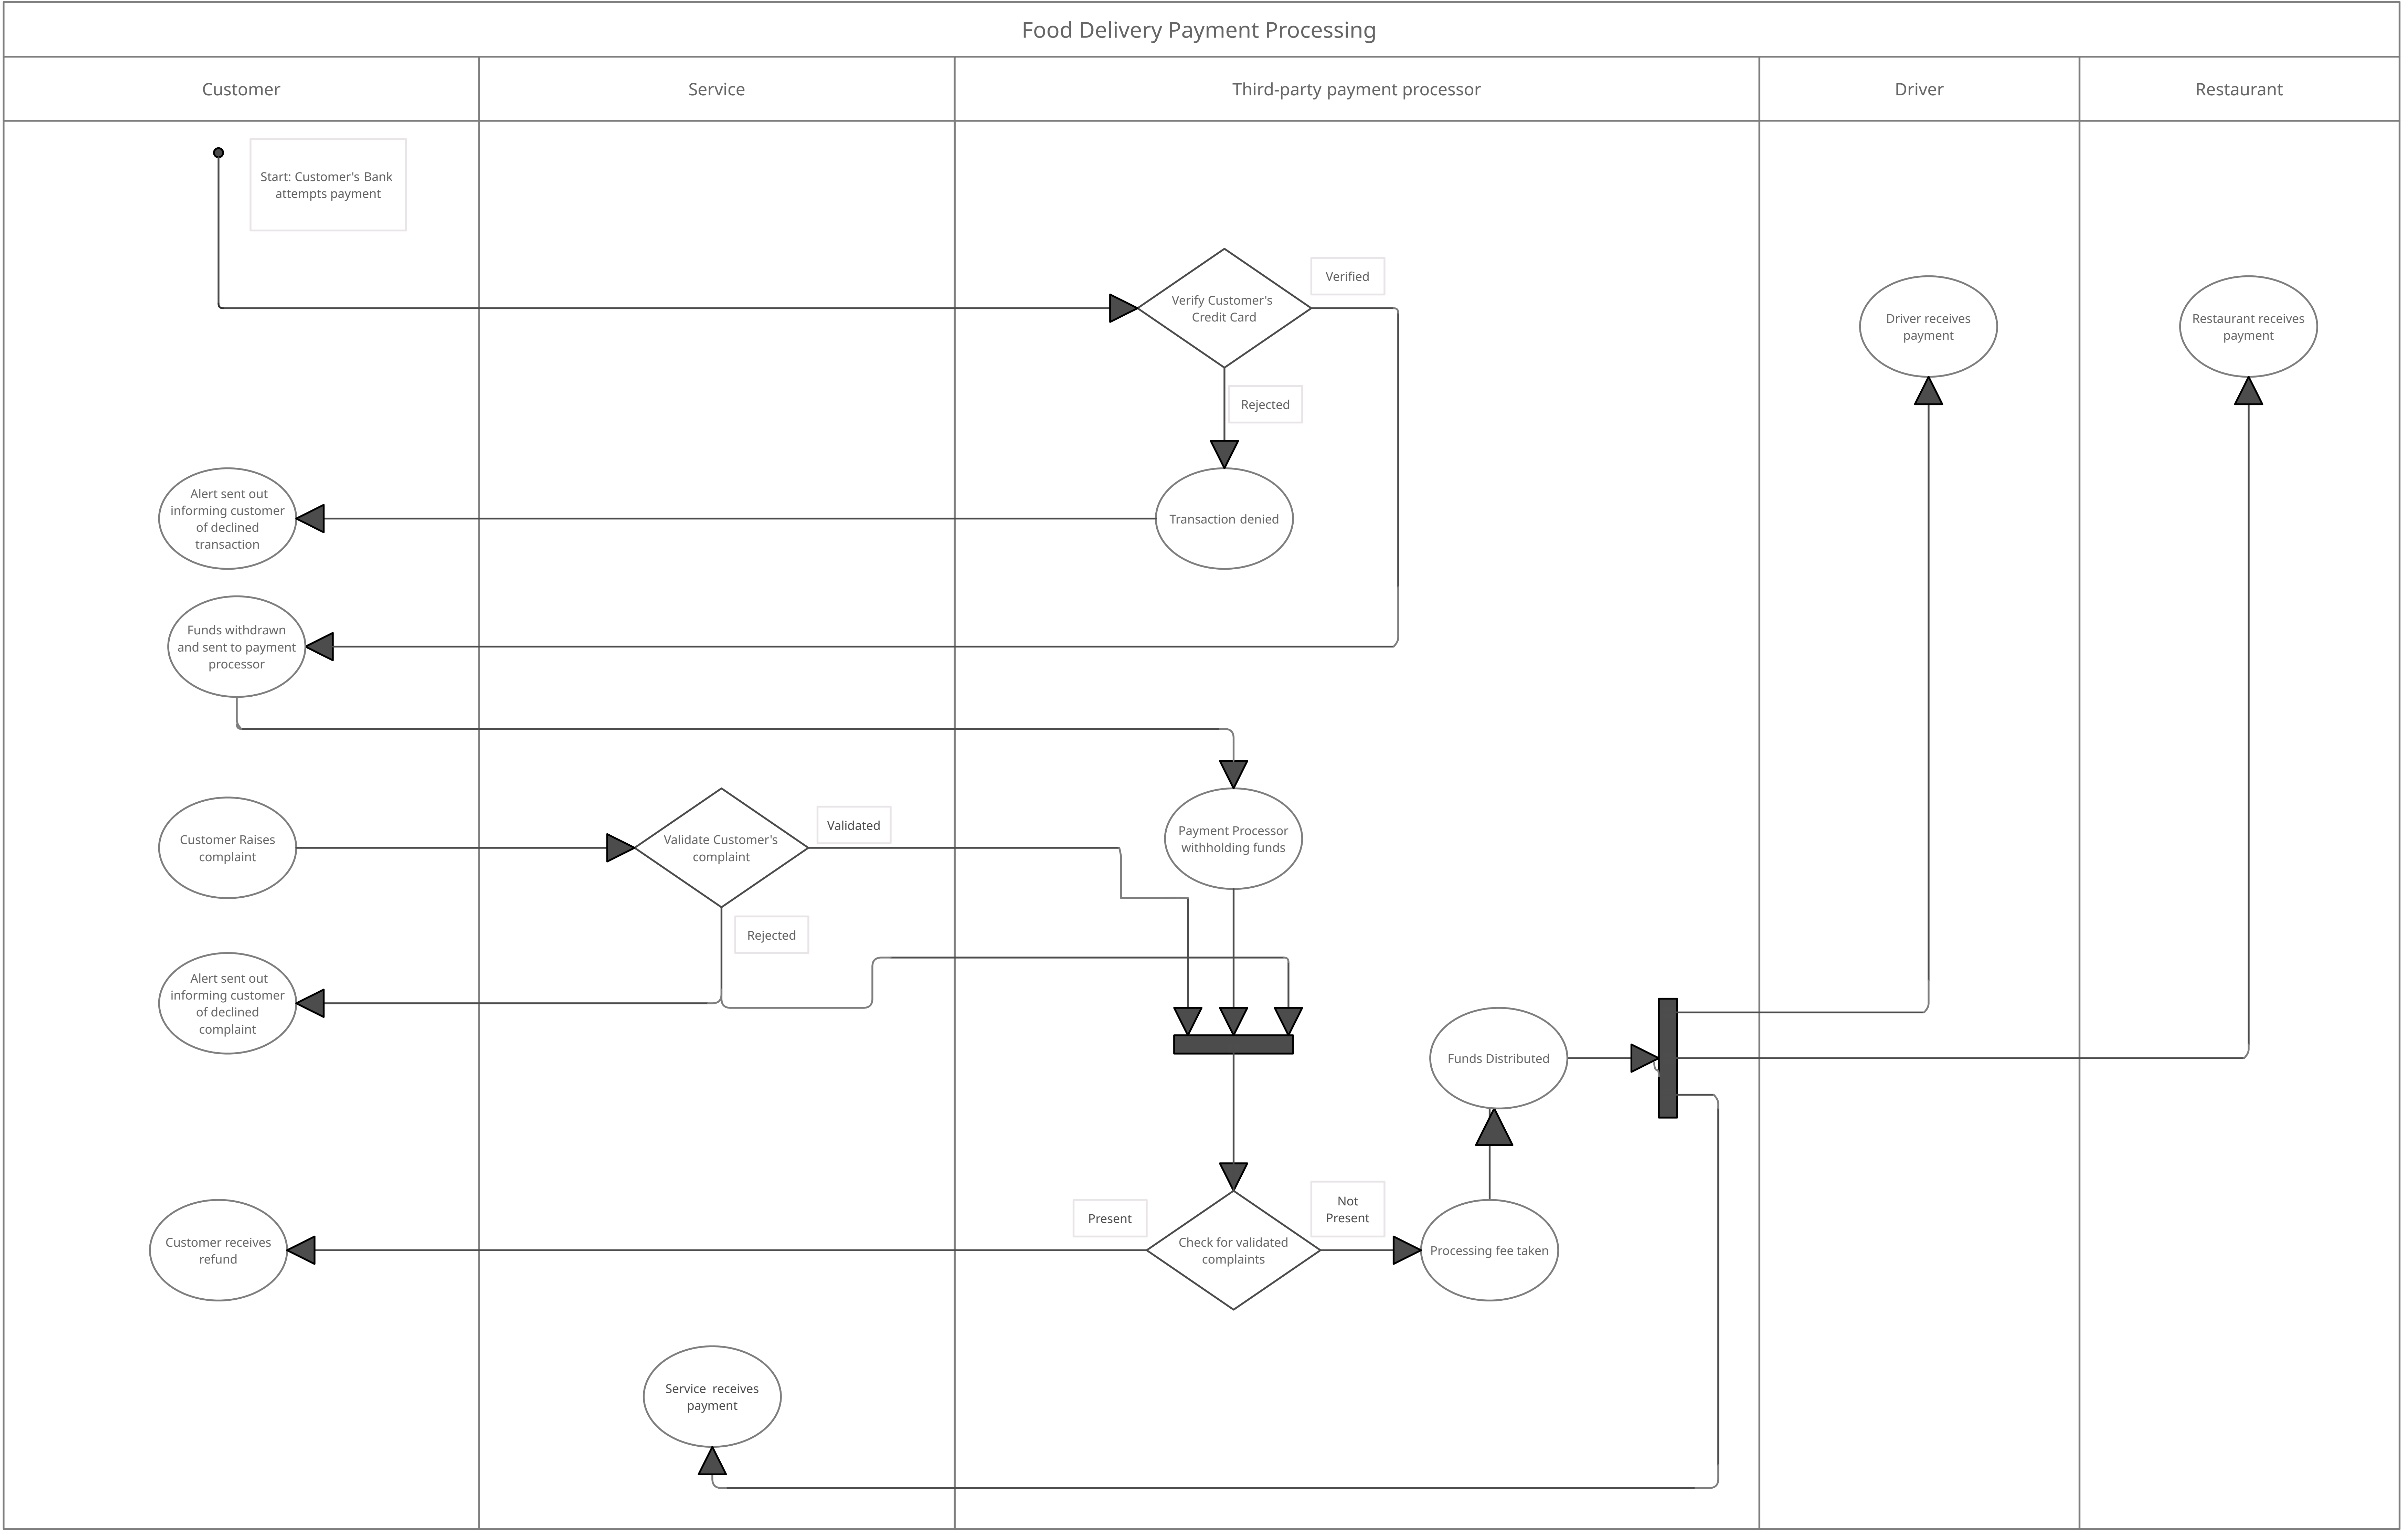 Food Delivery Payment Processing
Customer
Service
Third-party payment processor
Driver
Restaurant
Start: Customer's Bank
attempts payment
Verify Customer's
Credit Card
Verified
Rejected
Driver receives
payment
Restaurant receives
payment
Alert sent out
informing customer
of declined
transaction
Transaction denied
Funds withdrawn
and sent to payment
processor
Customer Raises
complaint
Validate Customer's
complaint
Validated
Payment Processor
withholding funds
Rejected
Alert sent out
informing customer
of declined
complaint
Funds Distributed
Customer receives
refund
Present
Check for validated
complaints
Not
Present
Processing fee taken
Service receives
payment